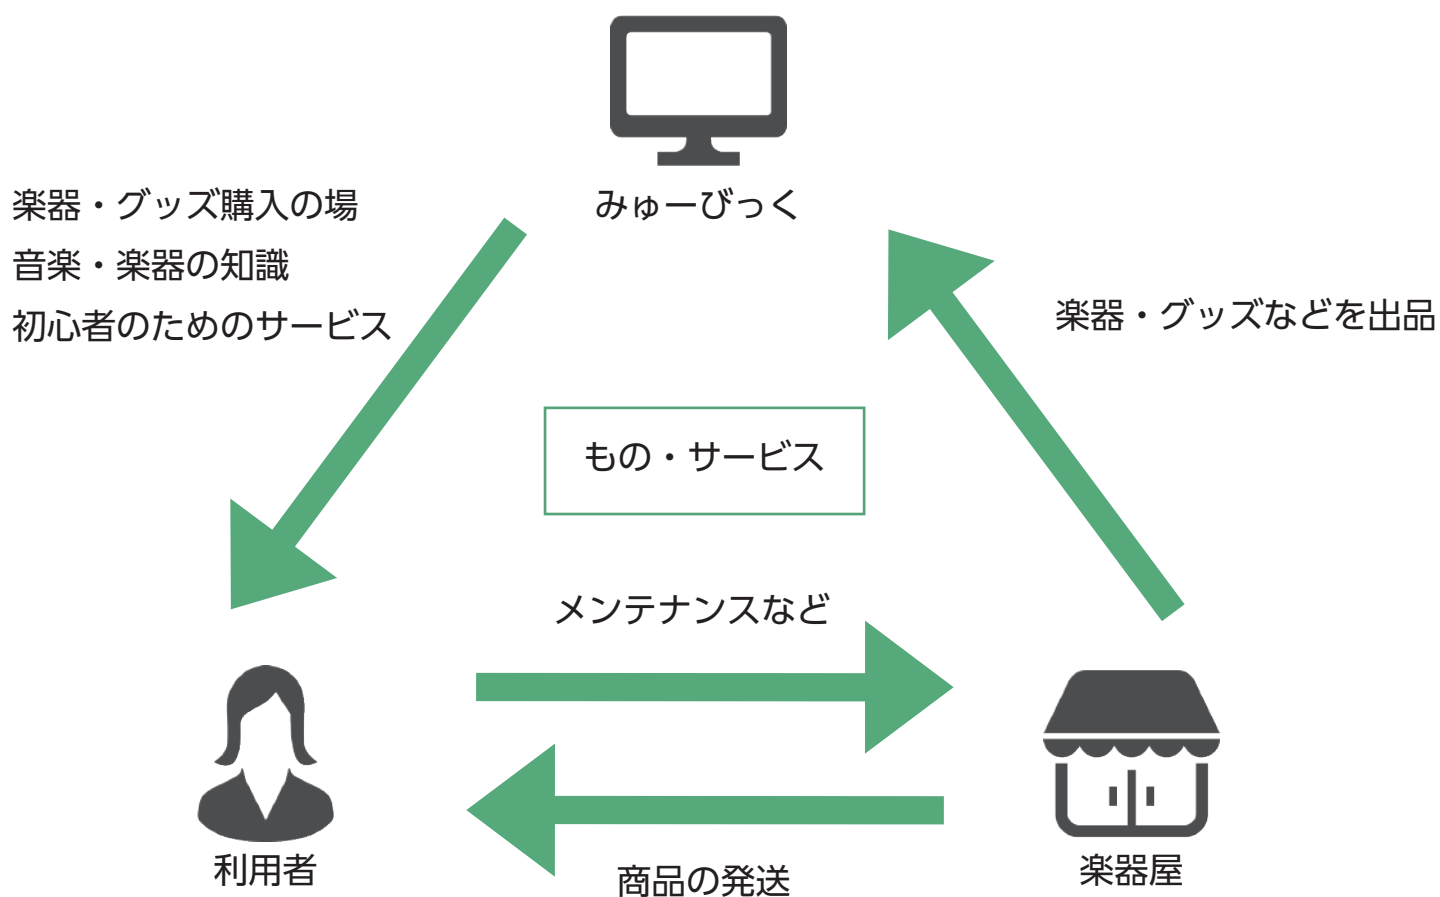 みゅーびっく
楽器・グッズ購入の場
音楽・楽器の知識
初心者のためのサービス
楽器・グッズなどを出品
もの・サービス
メンテナンスなど
商品の発送
利用者
楽器屋